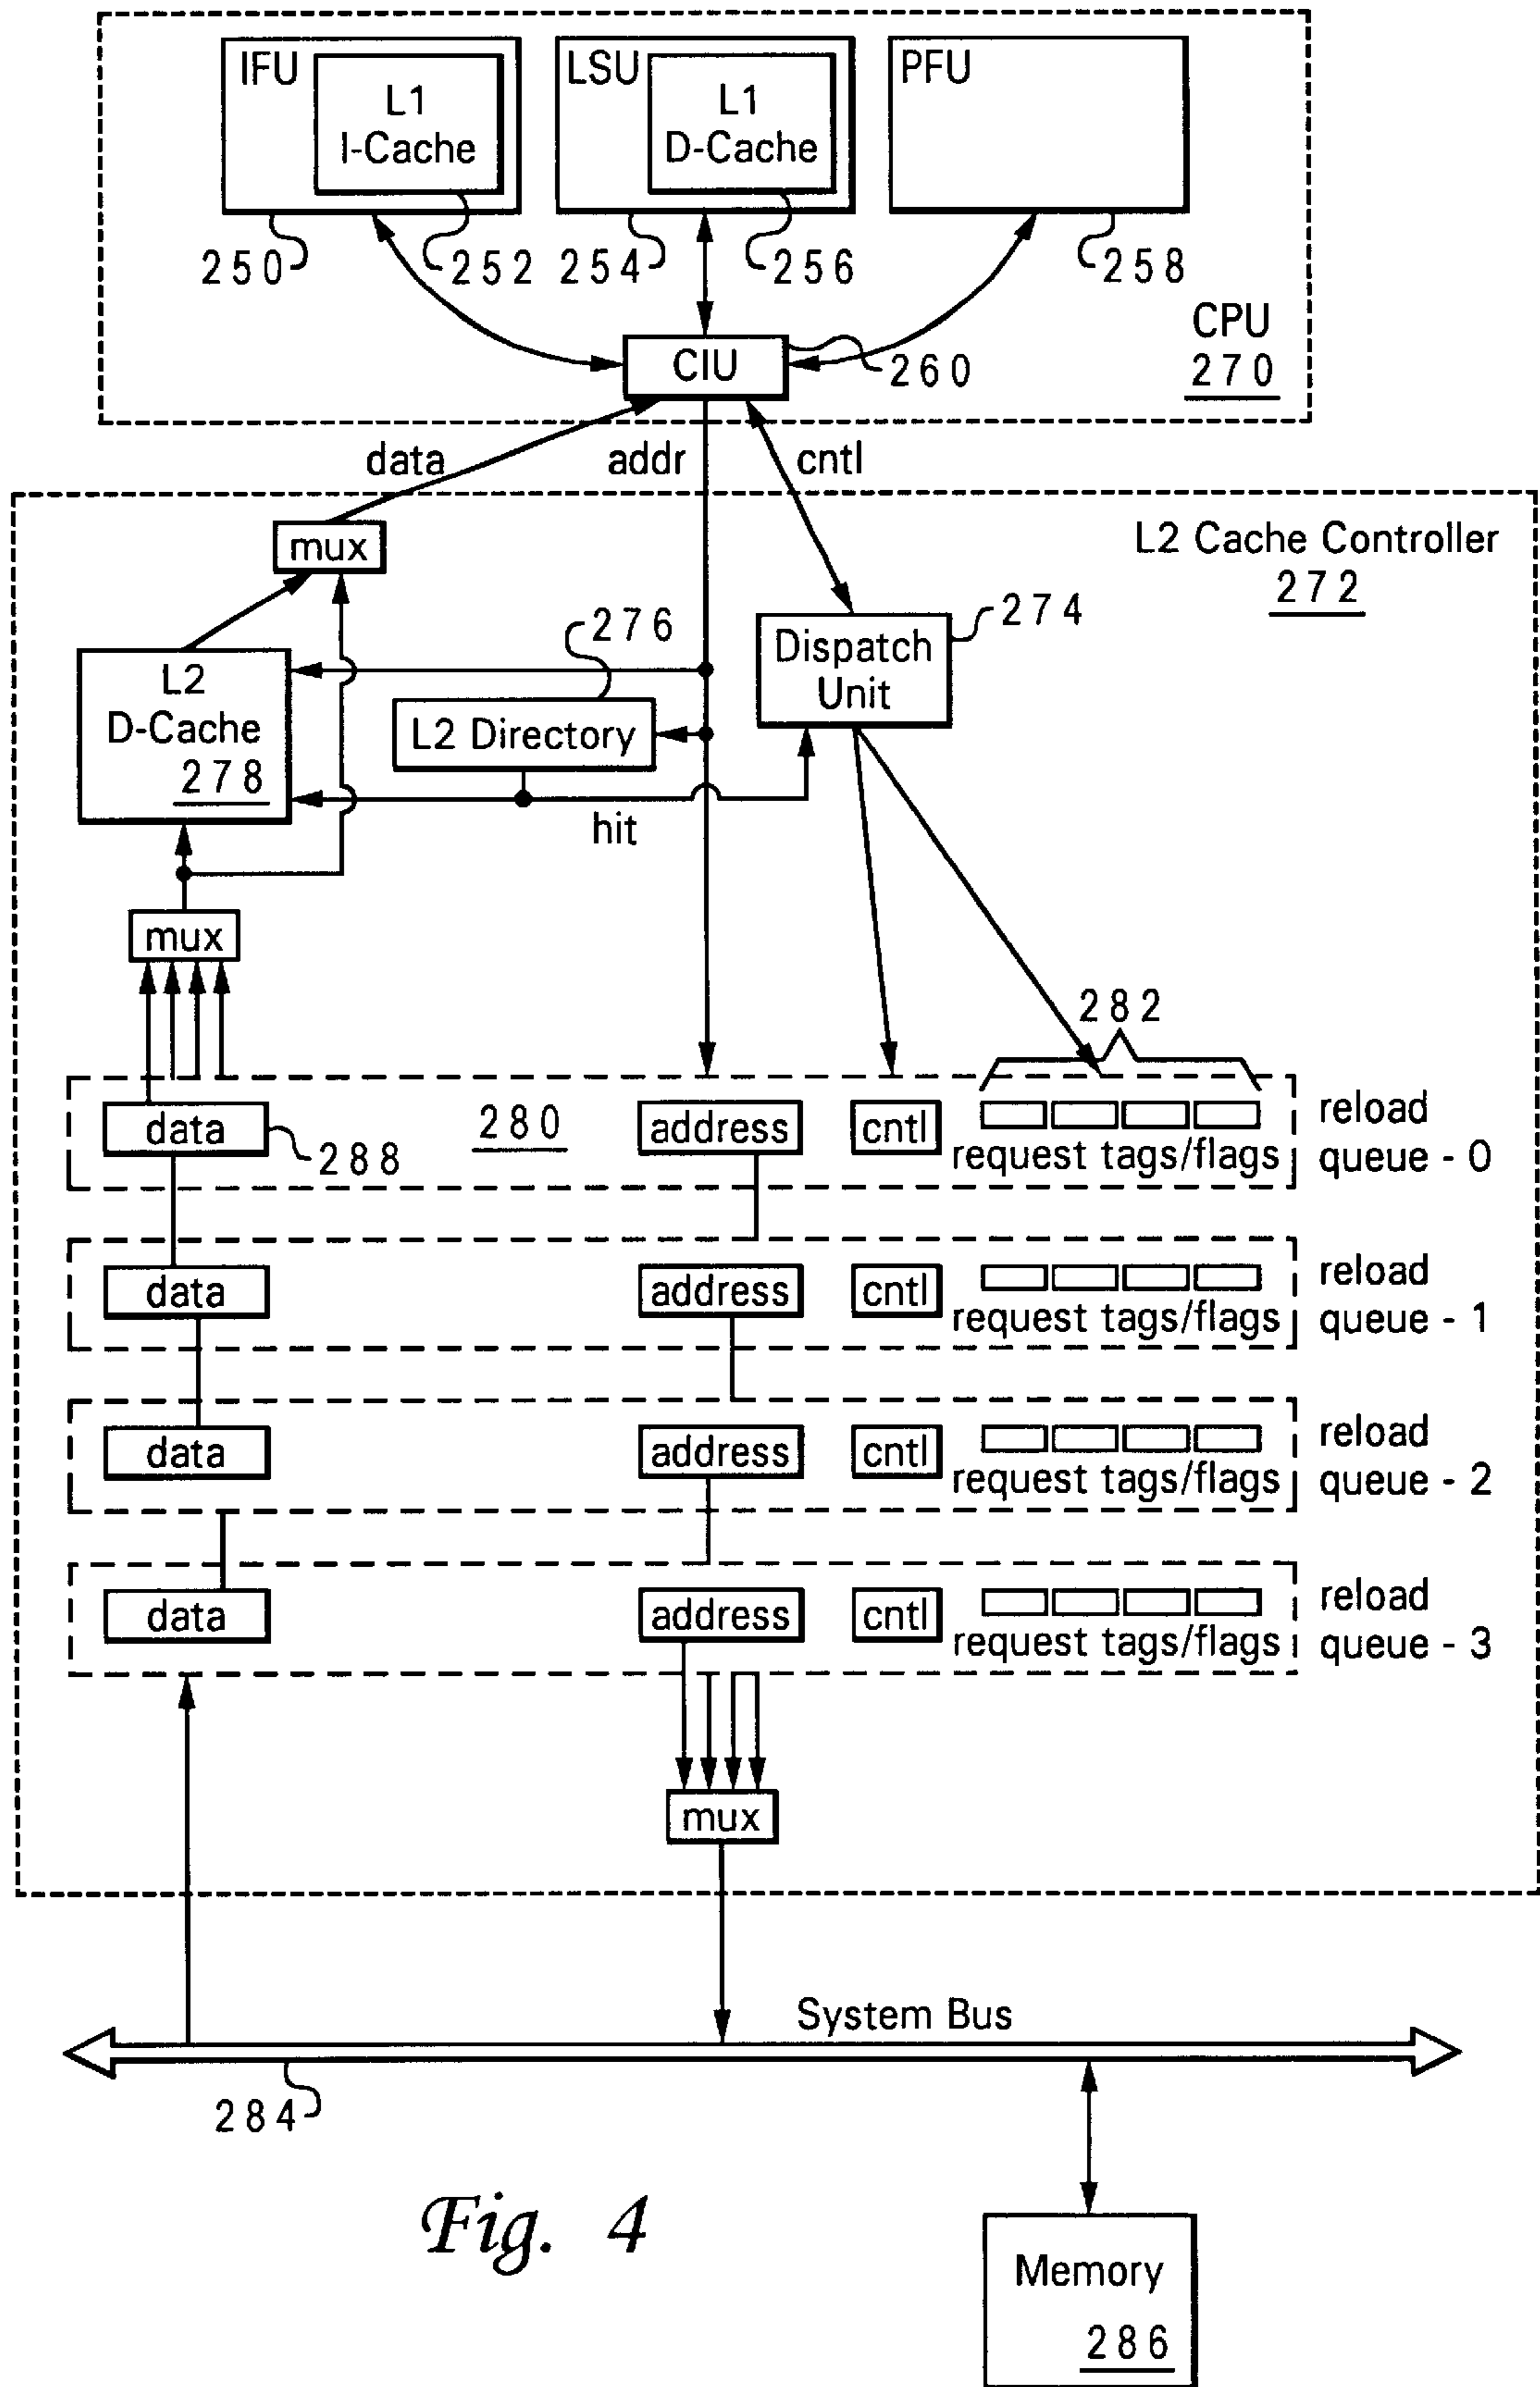 IFU
L1
I-Cache
LSU
L1
D-Cache
PFU
250
252
254
256
258
CPU
270
CIU
260
data
addr
cntl
L2 Cache Controller
272
mux
276
274
Dispatch
Unit
L2
D-Cache
278
L2 Directory
hit
mux
282
data
288
280
address
cntl
request tags/flags
reload
queue - 0
data
address
cntl
request tags/flags
reload
queue - 1
data
address
cntl
request tags/flags
reload
queue - 2
data
address
cntl
request tags/flags
reload
queue - 3
mux
System Bus
284
Fig. 4
Memory
286